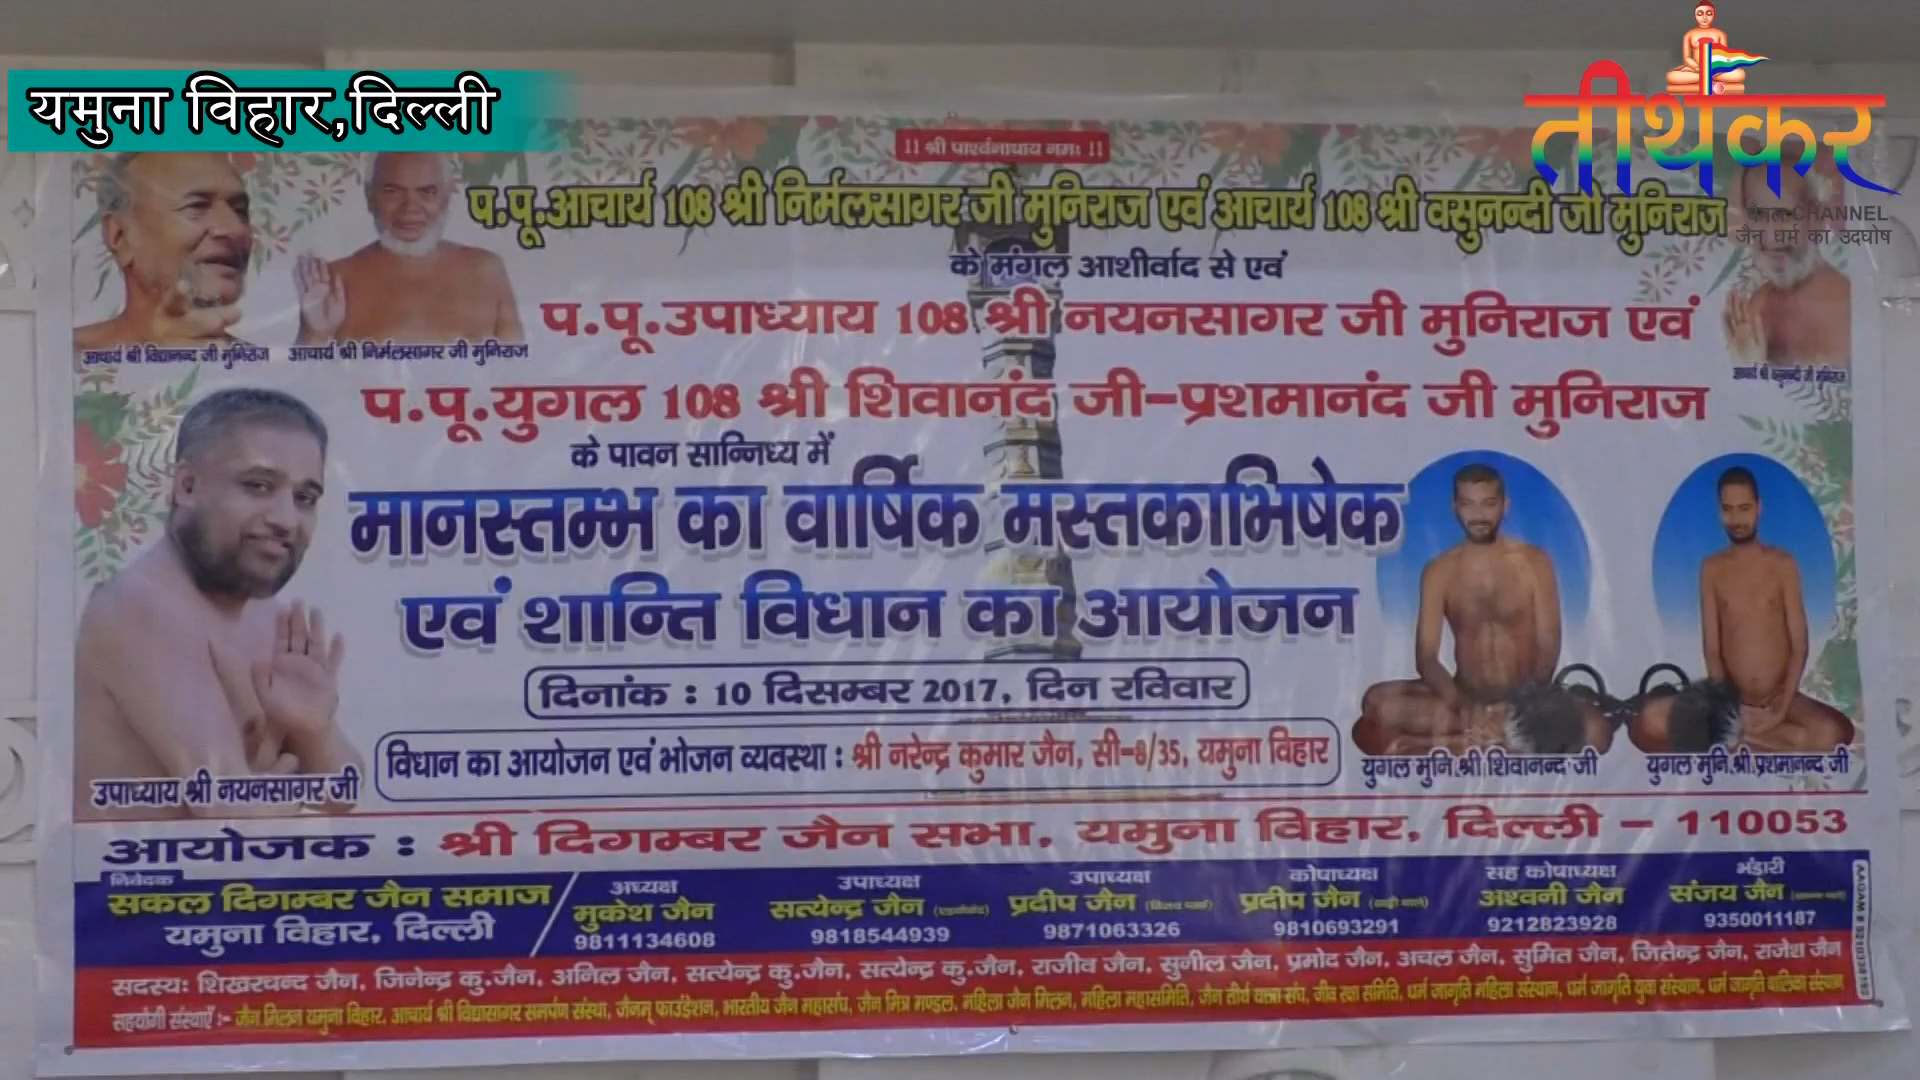 यमुना विहार,दिल्ली
तीर्थंकर
चैनल CHANNEL
जैन धर्म का उदघोष
!! श्री पार्श्वनाथाय नमः !!
प.पू.आचार्य 108 श्री निर्मलसागर जी मुनिराज एवं आचार्य 108 श्री वसुनन्दी जी मुनिराज
के मंगल आशीर्वाद से एवं
प.पू.उपाध्याय 108 श्री नयनसागर जी मुनिराज एवं
आचार्य श्री विद्यानन्द जी मुनिराज
आचार्य श्री निर्मलसागर जी मुनिराज
आचार्य श्री वसुनन्दी जी मुनिराज
प.पू.युगल 108 श्री शिवानंद जी-प्रशमानंद जी मुनिराज
के पावन सान्निध्य में
मानस्तम्भ का वार्षिक मस्तकाभिषेक
एवं शान्ति विधान का आयोजन
दिनांक : 10 दिसम्बर 2017, दिन रविवार
विधान का आयोजन एवं भोजन व्यवस्था : श्री नरेन्द्र कुमार जैन, सी-8/35, यमुना विहार
उपाध्याय श्री नयनसागर जी
युगल मुनि श्री शिवानन्द जी
युगल मुनि श्री प्रशमानन्द जी
आयोजक : श्री दिगम्बर जैन सभा, यमुना विहार, दिल्ली - 110053
निवेदक
सकल दिगम्बर जैन समाज
यमुना विहार, दिल्ली
अध्यक्ष
मुकेश जैन
9811134608
उपाध्यक्ष
सत्येन्द्र जैन
9818544939
उपाध्यक्ष
प्रदीप जैन
9871063326
कोषाध्यक्ष
प्रदीप जैन
9810693291
सह कोषाध्यक्ष
अश्वनी जैन
9212823928
भंडारी
संजय जैन
9350011187
सदस्यः शिखरचन्द जैन, जिनेन्द्र कु.जैन, अनिल जैन, सत्येन्द्र कु.जैन, सत्येन्द्र कु.जैन, राजीव जैन, सुनील जैन, प्रमोद जैन, अचल जैन, सुमित जैन, जितेन्द्र जैन, राजेश जैन
सहयोगी संस्थाएँ :- जैन मिलन यमुना विहार, आचार्य श्री विद्यासागर समर्पण संस्था, जैनम् फाउंडेशन, भारतीय जैन महासंघ, जैन मित्र मण्डल, महिला जैन मिलन, महिला महासमिति, जैन तीर्थ यात्रा संघ, जीव रक्षा समिति, धर्म जागृति महिला संस्थान, धर्म जागृति युवा संस्थान, धर्म जागृति बालिका संस्थान